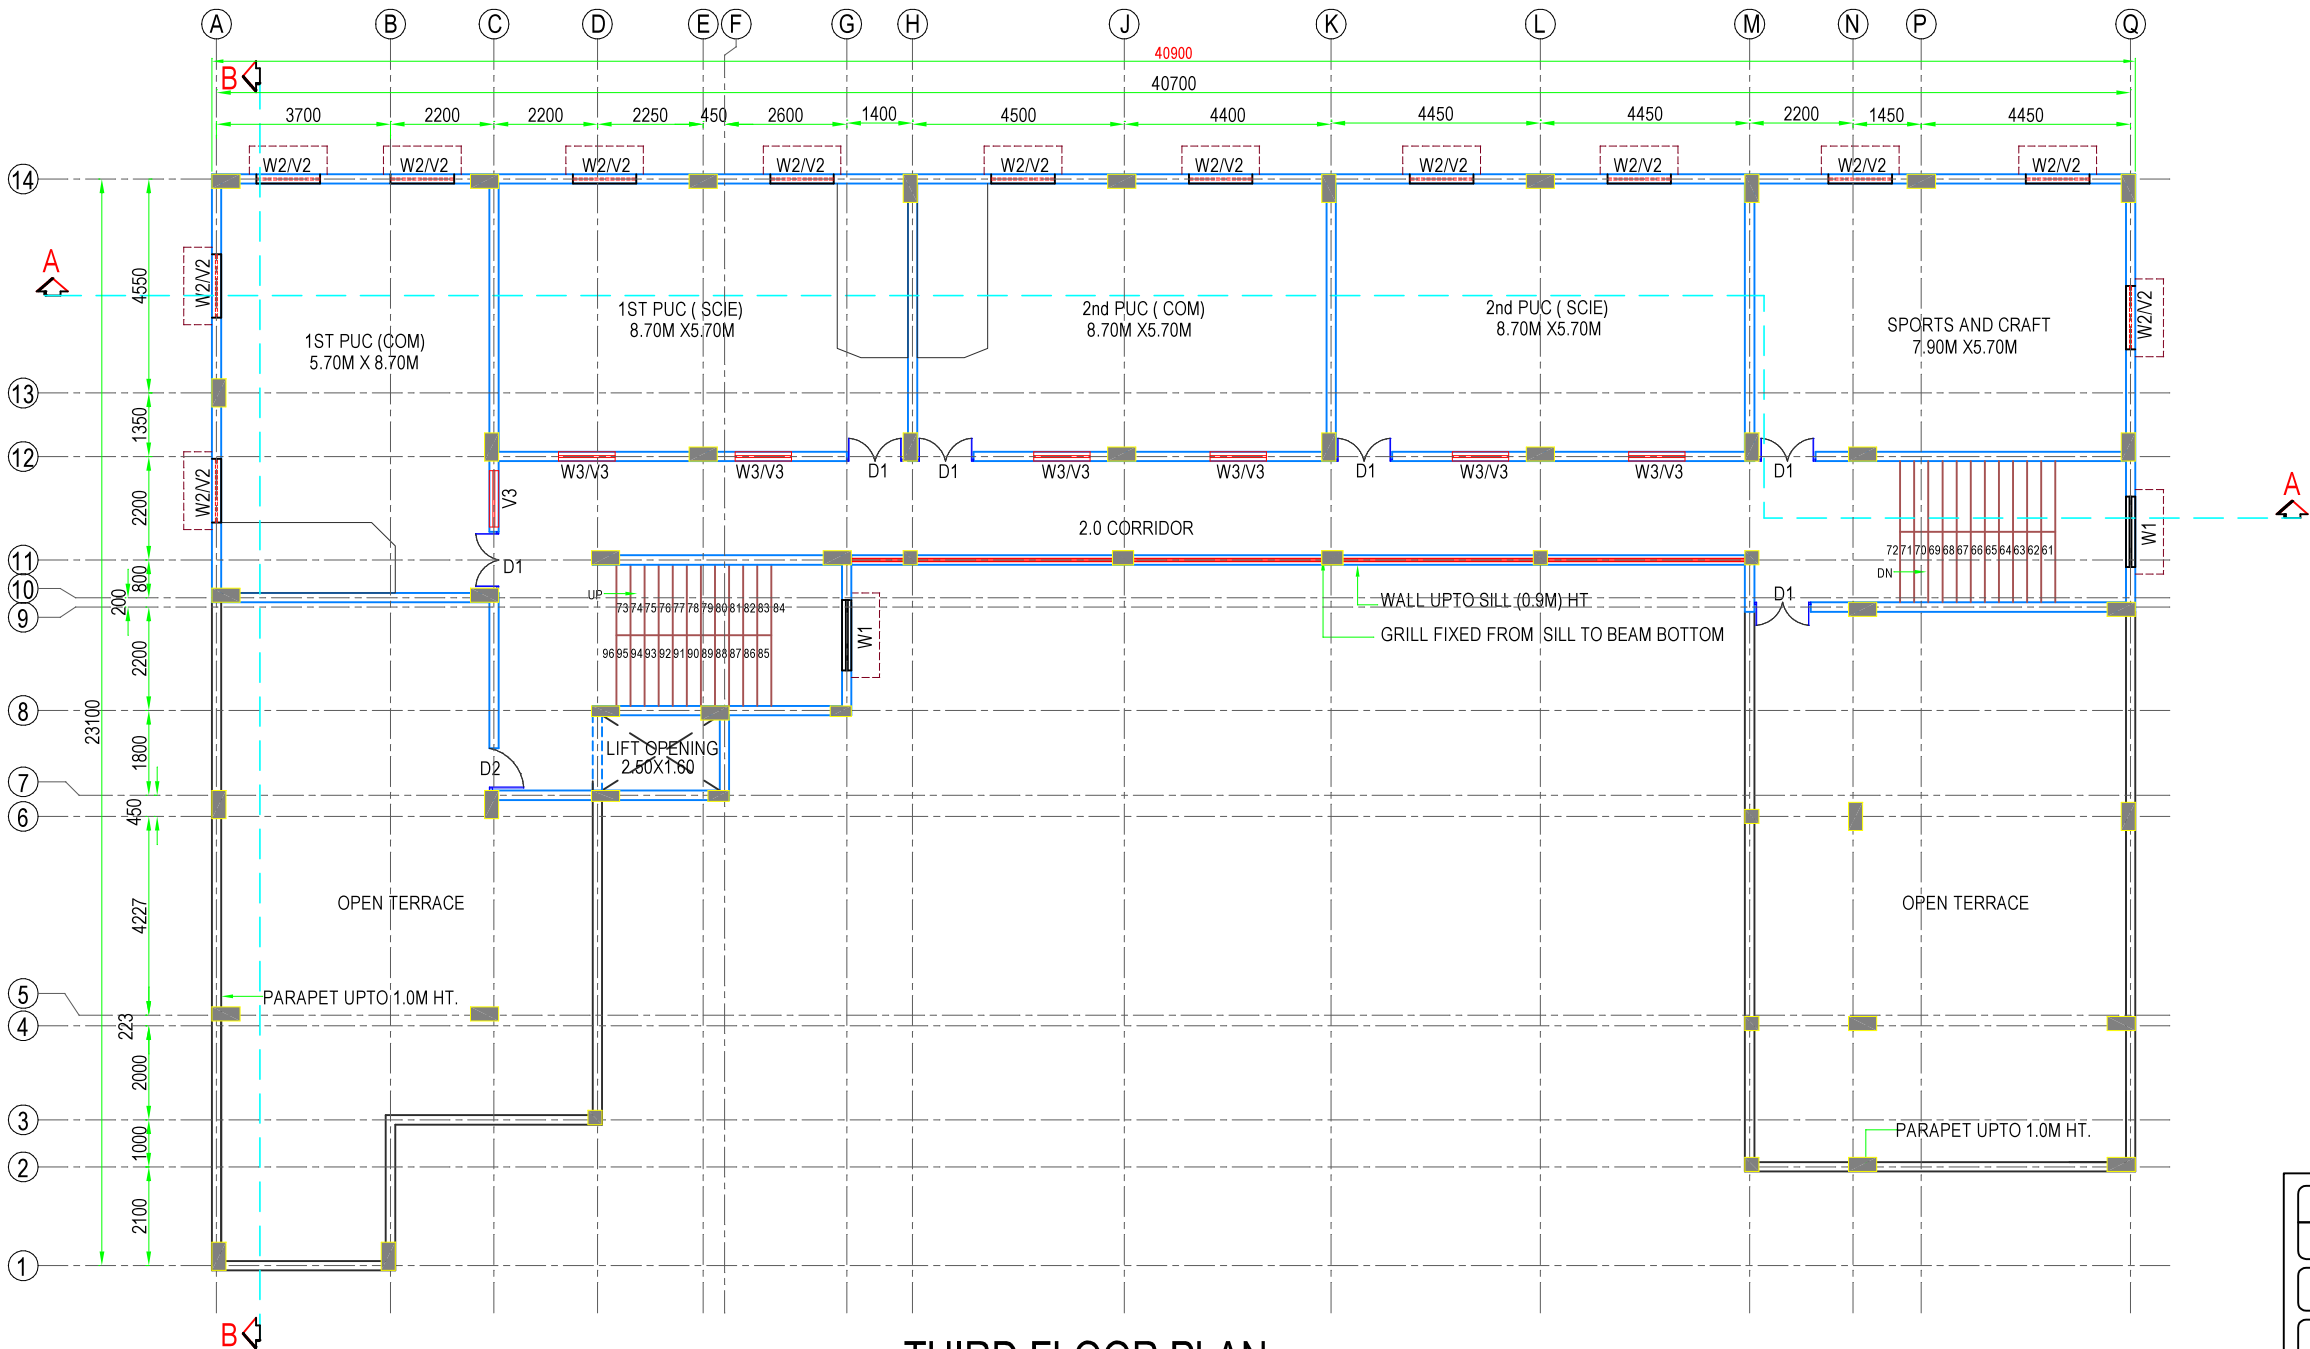 A B C D E F G H J K L M N P Q
40900
B
40700
3700 2200 2200 2250 450 2600 1400 4500 4400 4450 4450 2200 1450 4450
W2/V2 W2/V2 W2/V2 W2/V2 W2/V2 W2/V2 W2/V2 W2/V2 W2/V2 W2/V2
14
A
4550
W2/V2
W2/V2
1ST PUC (COM)
5.70M X 8.70M
1ST PUC ( SCIE)
8.70M X5.70M
2nd PUC ( COM)
8.70M X5.70M
2nd PUC ( SCIE)
8.70M X5.70M
SPORTS AND CRAFT
7.90M X5.70M
13
1350
12
W3/V3 W3/V3 D1 D1 W3/V3 W3/V3 D1 W3/V3 W3/V3 D1
W2/V2
2200
V3
A
2.0 CORRIDOR
W1
11
D1
72 71 70 69 68 67 66 65 64 63 62 61
DN
800
10
200
9
UP
73 74 75 76 77 78 79 80 81 82 83 84
D1
WALL UPTO SILL (0.9M) HT
GRILL FIXED FROM SILL TO BEAM BOTTOM
W1
96 95 94 93 92 91 90 89 88 87 86 85
2200
23100
8
1800
LIFT OPENING
2.50X1.60
D2
7
450
6
4227
OPEN TERRACE
OPEN TERRACE
5
PARAPET UPTO 1.0M HT.
223
4
2000
3
1000
PARAPET UPTO 1.0M HT.
2
2100
1
B
THIRD FLOOR PLAN